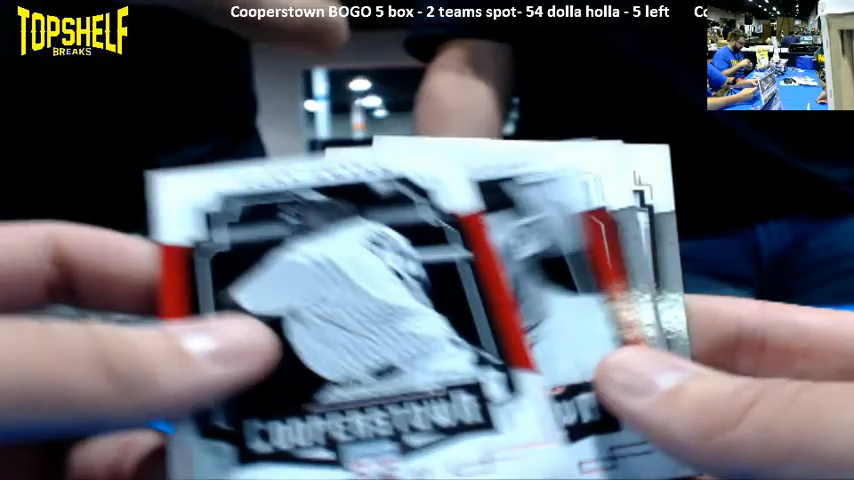 Cooperstown BOGO 5 box - 2 teams spot- 54 dolla holla - 5 left
TOPSHELF
BREAKS
COOPERSTOWN